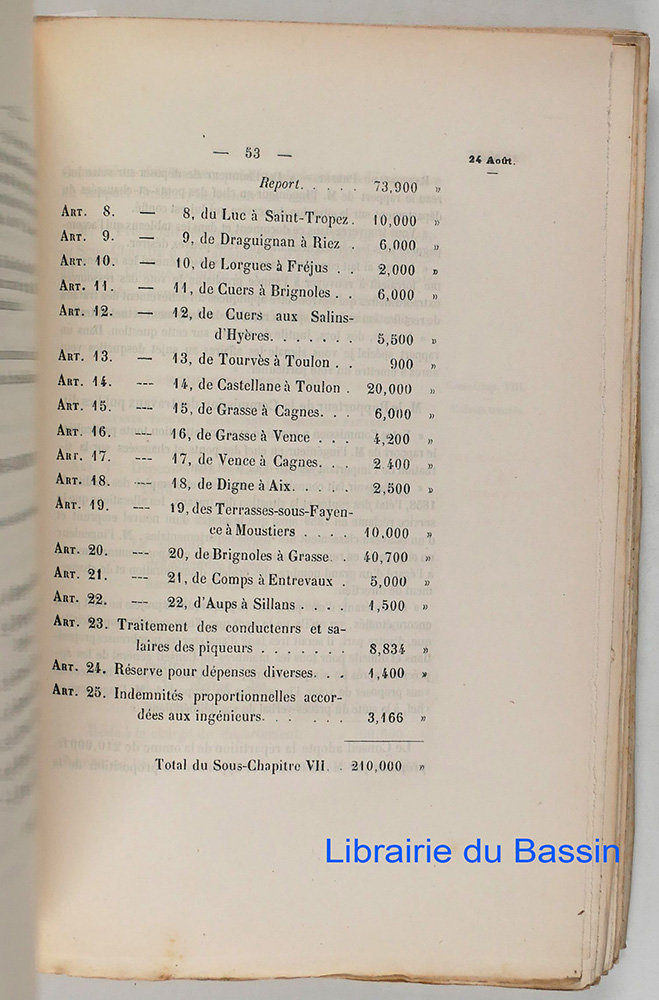 — 53 —
24 Août.
Report. . . . . 73,900 »
Art. 8. — 8, du Luc à Saint-Tropez. 10,000 »
Art. 9. — 9, de Draguignan à Riez . 6,000 »
Art. 10. — 10, de Lorgues à Fréjus . . 2,000 »
Art. 11. — 11, de Cuers à Brignoles . . 6,000 »
Art. 12. — 12, de Cuers aux Salins-
d'Hyères. . . . . . . 5,500 »
Art. 13. — 13, de Tourvès à Toulon . . 900 »
Art. 14. --- 14, de Castellane à Toulon . 20,000 »
Art. 15. --- 15, de Grasse à Cagnes. . . 6,000 »
Art. 16. --- 16, de Grasse à Vence . . . 4,200 »
Art. 17. --- 17, de Vence à Cagnes. . . 2 400 »
Art. 18. --- 18, de Digne à Aix. . . . . 2,500 »
Art. 19. --- 19, des Terrasses-sous-Fayen-
ce à Moustiers . . . . 10,000 »
Art. 20. --- 20, de Brignoles à Grasse. . 40,700 »
Art. 21. --- 21, de Comps à Entrevaux . 5,000 »
Art. 22. --- 22, d'Aups à Sillans . . . . 1,500 »
Art. 23. Traitement des conductenrs et sa-
laires des piqueurs . . . . . . . 8,834 »
Art. 24. Réserve pour dépenses diverses. . . 1,400 »
Art. 25. Indemnités proportionnelles accor-
dées aux ingénieurs. . . . . . 3,166 »
Total du Sous-Chapitre VII. . 210,000 »
Librairie du Bassin